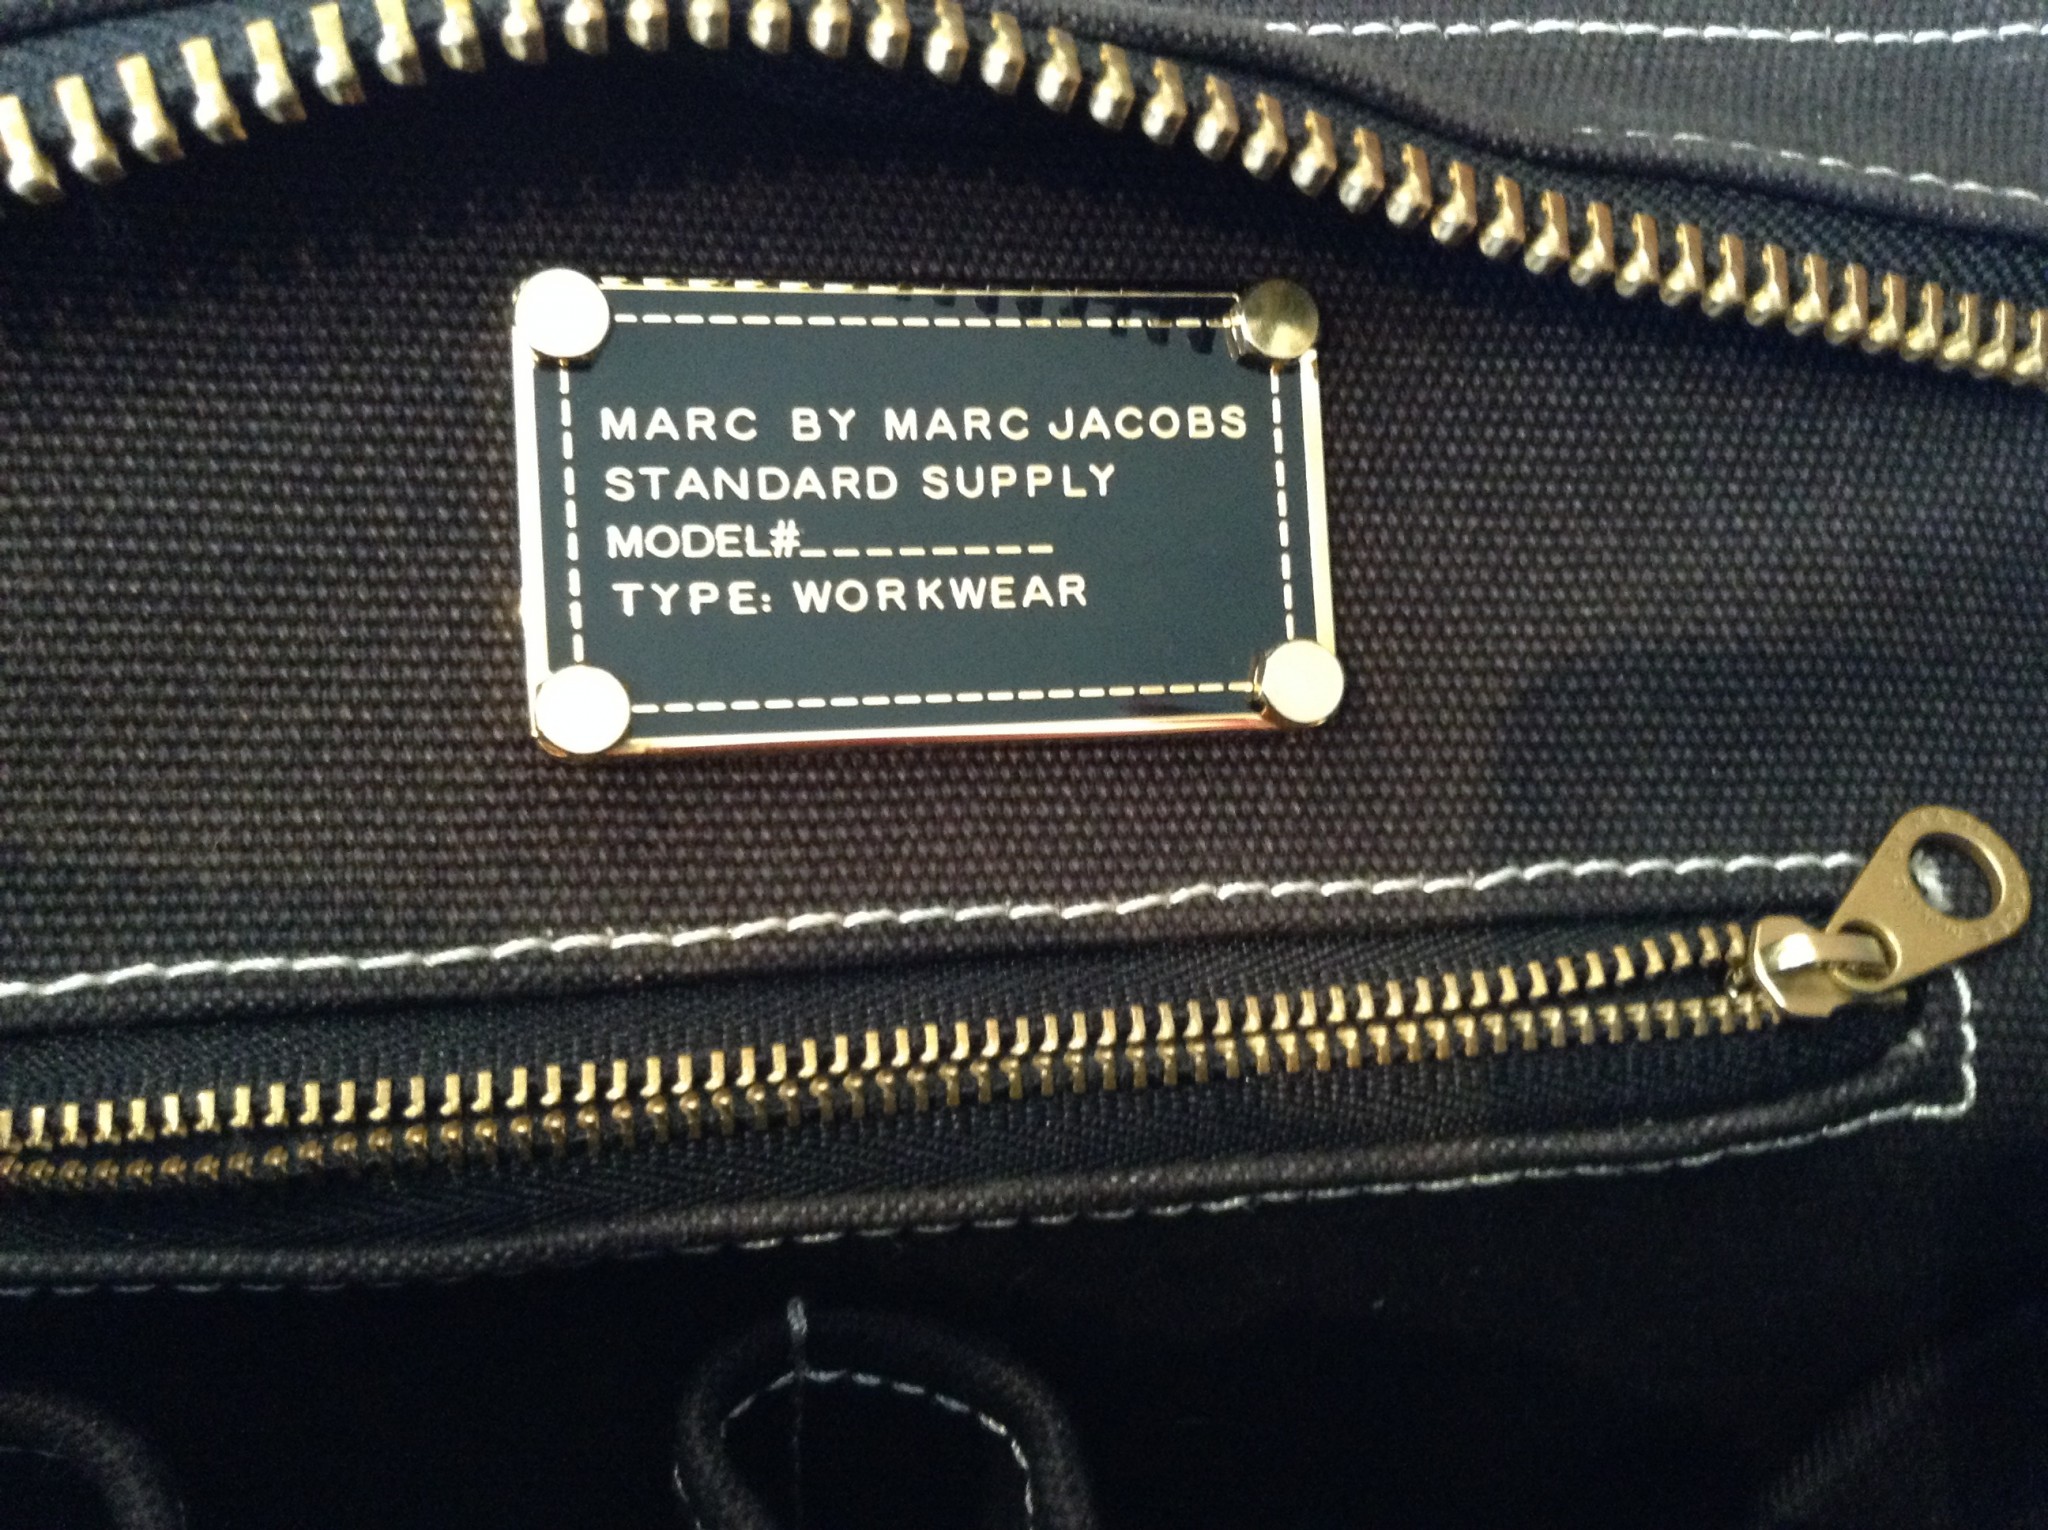 MARC BY MARC JACOBS
STANDARD SUPPLY
MODEL#________
TYPE: WORKWEAR